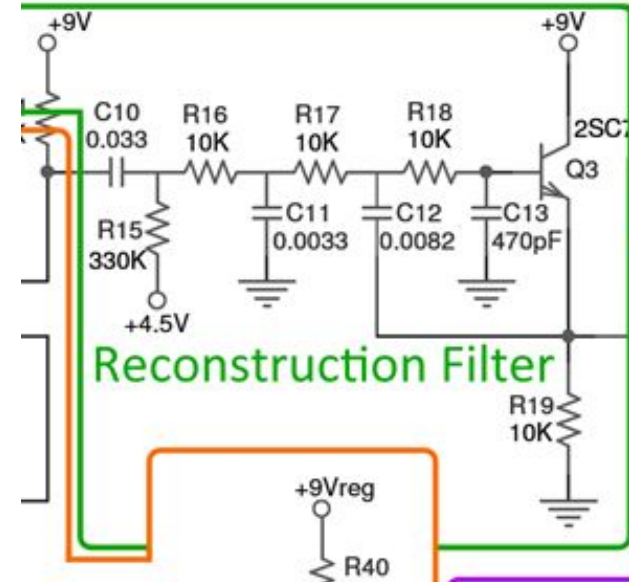 +9V
+9V
C10
0.033
R16
10K
R17
10K
R18
10K
Q3
R15
330K
C11
0.0033
C12
0.0082
C13
470pF
+4.5V
Reconstruction Filter
R19
10K
+9Vreg
R40